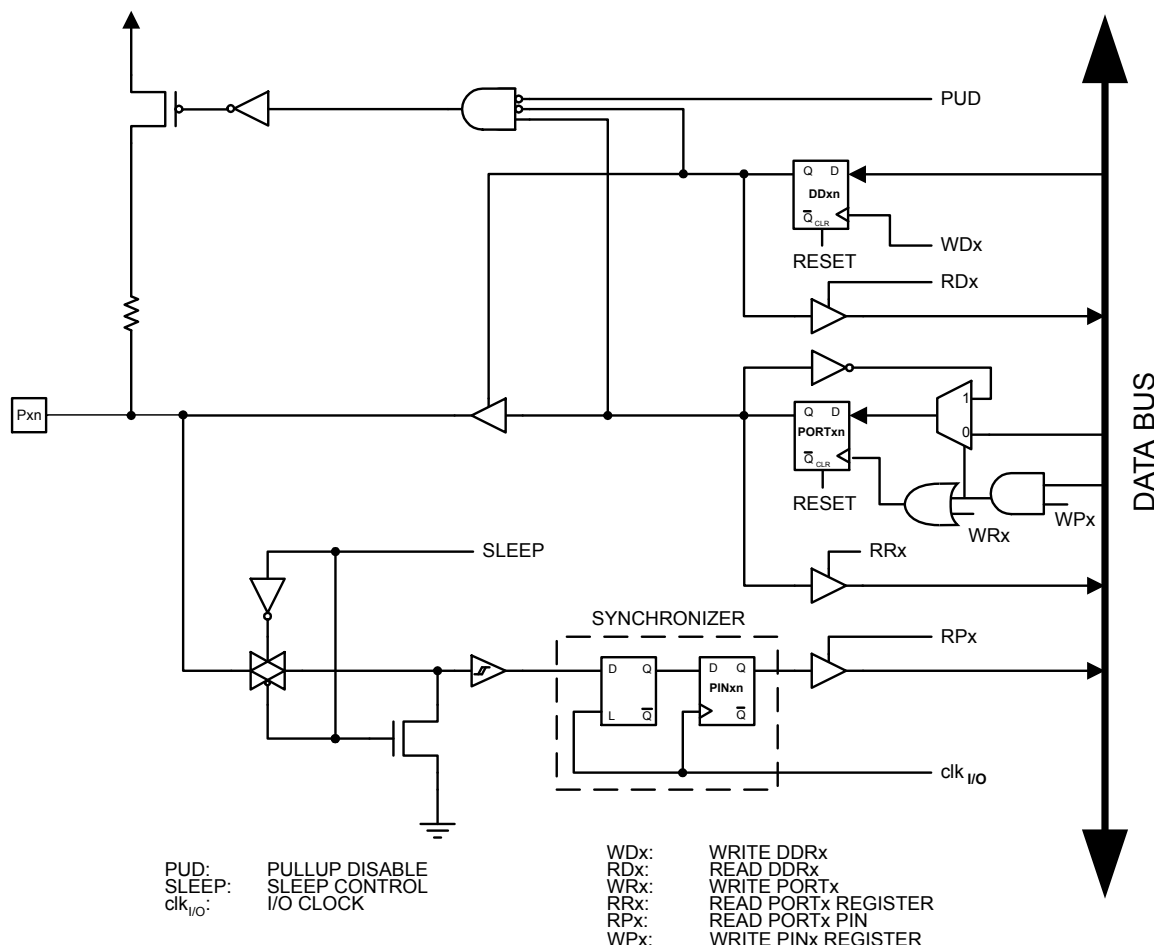 PUD
Q D
DDxn
Q CLR
WDx
RESET
RDx
DATA BUS
1
Pxn
Q D
PORTxn
0
Q CLR
RESET
WRx
WPx
SLEEP
RRx
SYNCHRONIZER
RPx
D Q
D Q
PINxn
L Q
Q
clk I/O
PUD: PULLUP DISABLE
SLEEP: SLEEP CONTROL
clkI/O: I/O CLOCK
WDx: WRITE DDRx
RDx: READ DDRx
WRx: WRITE PORTx
RRx: READ PORTx REGISTER
RPx: READ PORTx PIN
WPx: WRITE PINx REGISTER